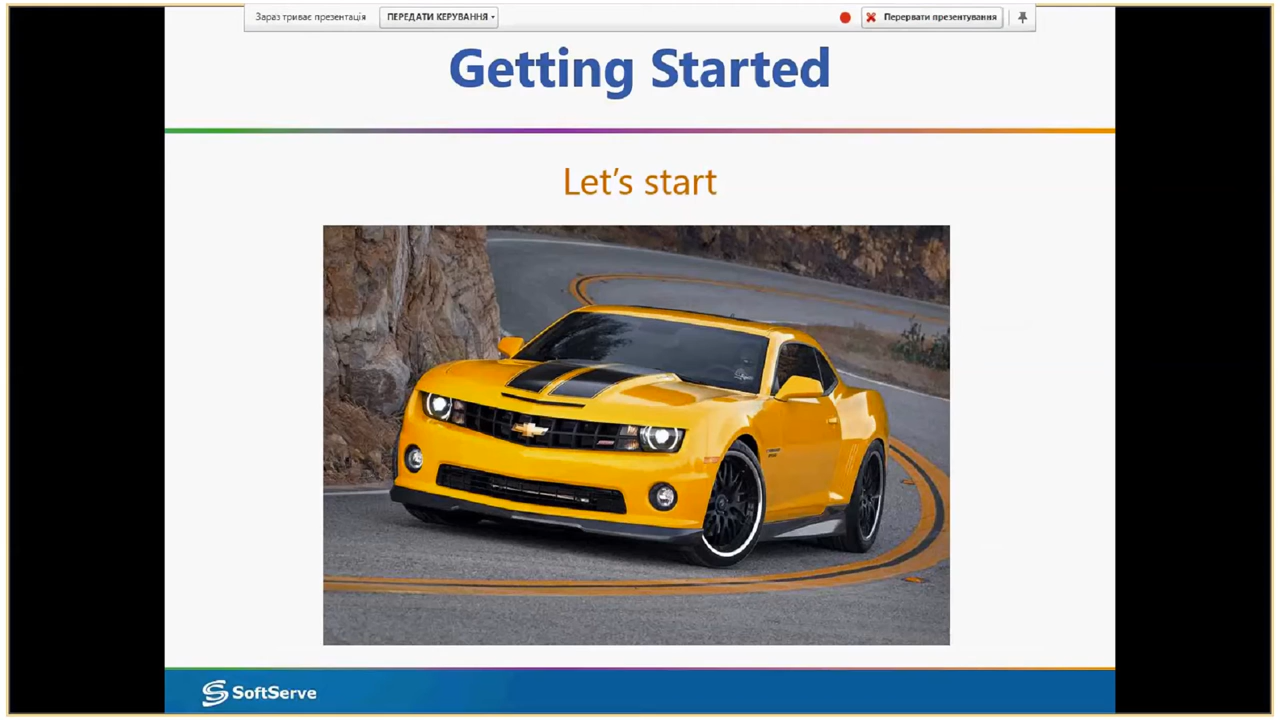 Зараз триває презентація
ПЕРЕДАТИ КЕРУВАННЯ
Перервати презентування
Getting Started
Let's start
SoftServe